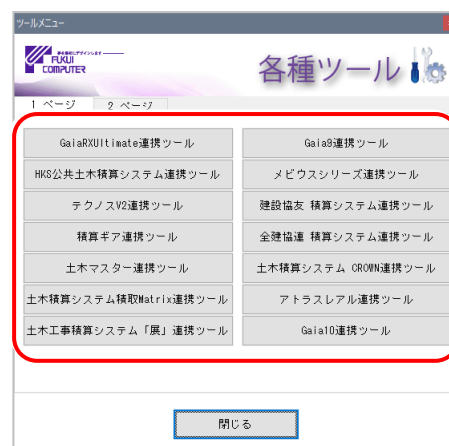 ツールメニュー
FUKUI
COMPUTER
各種ツール
1 ページ
2 ページ
GaiaRXUltimate連携ツール
Gaia9連携ツール
HKS公共土木積算システム連携ツール
メビウスシリーズ連携ツール
テクノスV2連携ツール
建設協友 積算システム連携ツール
積算ギア連携ツール
全建協連 積算システム連携ツール
土木マスター連携ツール
土木積算システム CROWN連携ツール
土木積算システム積取Matrix連携ツール
アトラスレアル連携ツール
土木工事積算システム「展」連携ツール
Gaia10連携ツール
閉じる